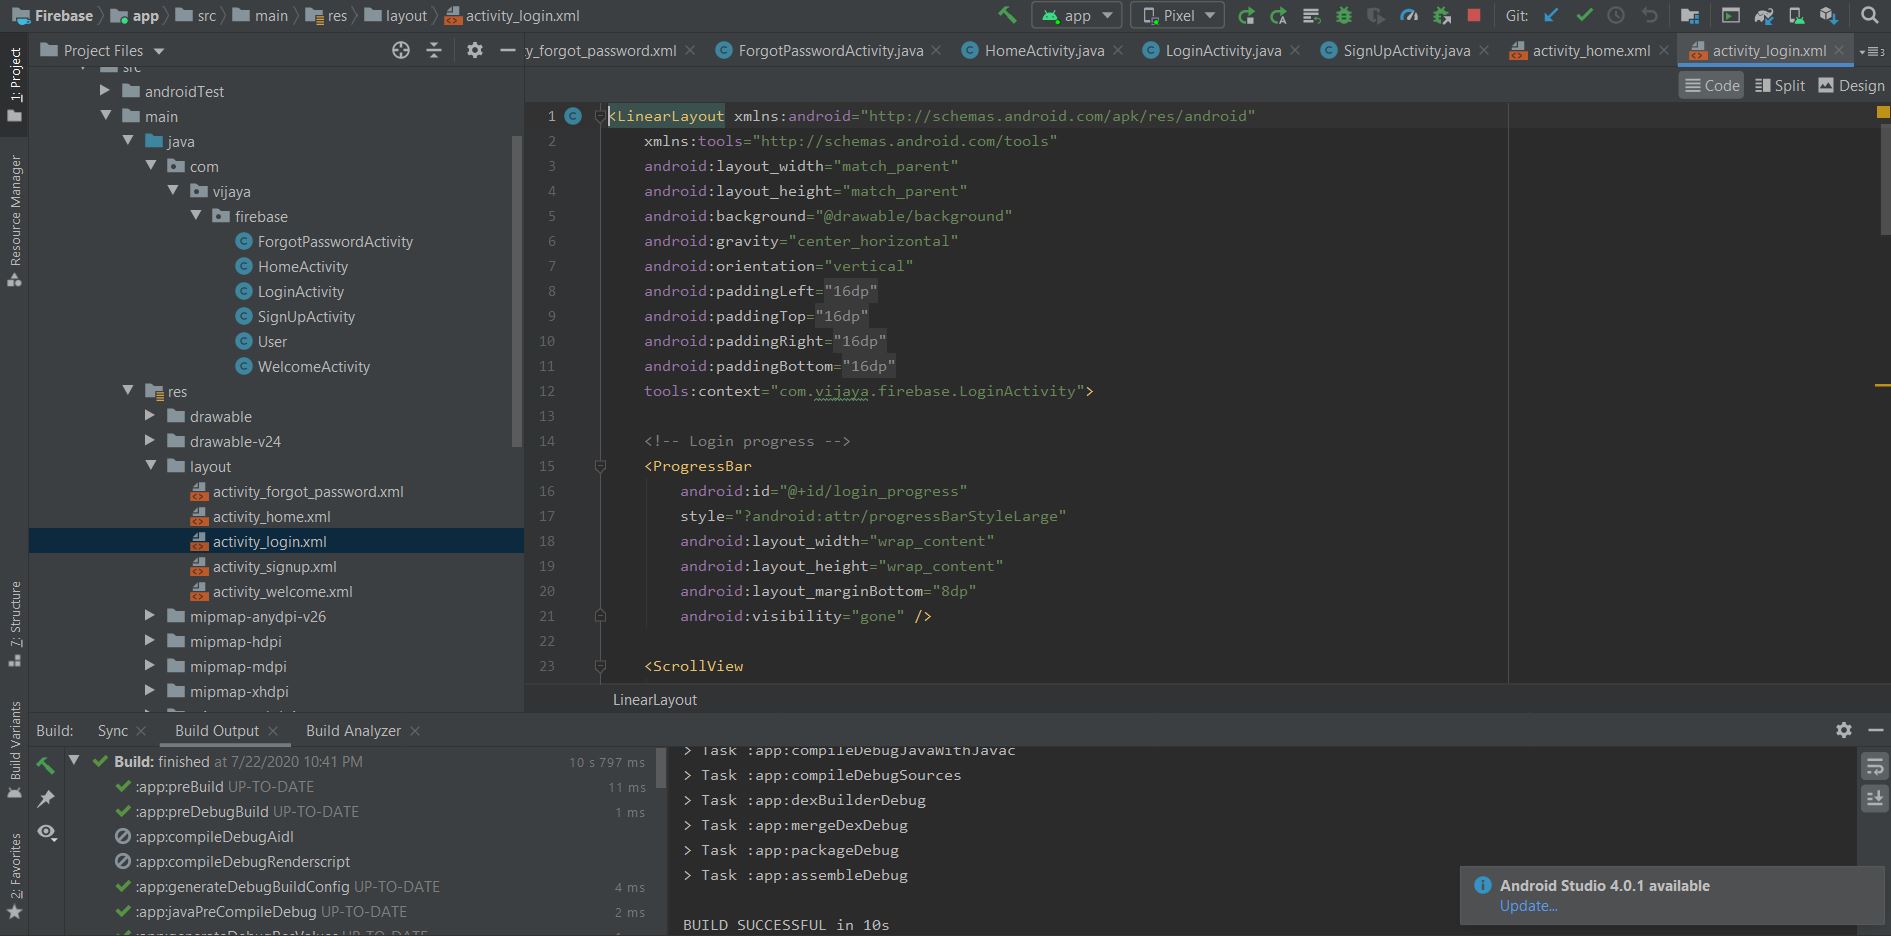 Firebase app src main res layout activity_login.xml app Pixel Git:
1: Project
Resource Manager
7: Structure
Build Variants
2: Favorites
Project Files
src
androidTest
main
java
com
vijaya
firebase
ForgotPasswordActivity
HomeActivity
LoginActivity
SignUpActivity
User
WelcomeActivity
res
drawable
drawable-v24
layout
activity_forgot_password.xml
activity_home.xml
activity_login.xml
activity_signup.xml
activity_welcome.xml
mipmap-anydpi-v26
mipmap-hdpi
mipmap-mdpi
mipmap-xhdpi
y_forgot_password.xml ForgotPasswordActivity.java HomeActivity.java LoginActivity.java SignUpActivity.java activity_home.xml activity_login.xml 3
Code Split Design
1 <LinearLayout xmlns:android="http://schemas.android.com/apk/res/android"
2 xmlns:tools="http://schemas.android.com/tools"
3 android:layout_width="match_parent"
4 android:layout_height="match_parent"
5 android:background="@drawable/background"
6 android:gravity="center_horizontal"
7 android:orientation="vertical"
8 android:paddingLeft="16dp"
9 android:paddingTop="16dp"
10 android:paddingRight="16dp"
11 android:paddingBottom="16dp"
12 tools:context="com.vijaya.firebase.LoginActivity">
13
14 <!-- Login progress -->
15 <ProgressBar
16 android:id="@+id/login_progress"
17 style="?android:attr/progressBarStyleLarge"
18 android:layout_width="wrap_content"
19 android:layout_height="wrap_content"
20 android:layout_marginBottom="8dp"
21 android:visibility="gone" />
22
23 <ScrollView
LinearLayout
Build: Sync Build Output Build Analyzer
Build: finished at 7/22/2020 10:41 PM 10 s 797 ms
:app:preBuild UP-TO-DATE 11 ms
:app:preDebugBuild UP-TO-DATE 1 ms
:app:compileDebugAidl
:app:compileDebugRenderscript
:app:generateDebugBuildConfig UP-TO-DATE 4 ms
:app:javaPreCompileDebug UP-TO-DATE 2 ms
> Task :app:compileDebugJavaWithJavac
> Task :app:compileDebugSources
> Task :app:dexBuilderDebug
> Task :app:mergeDexDebug
> Task :app:packageDebug
> Task :app:assembleDebug
BUILD SUCCESSFUL in 10s
Android Studio 4.0.1 available
Update...